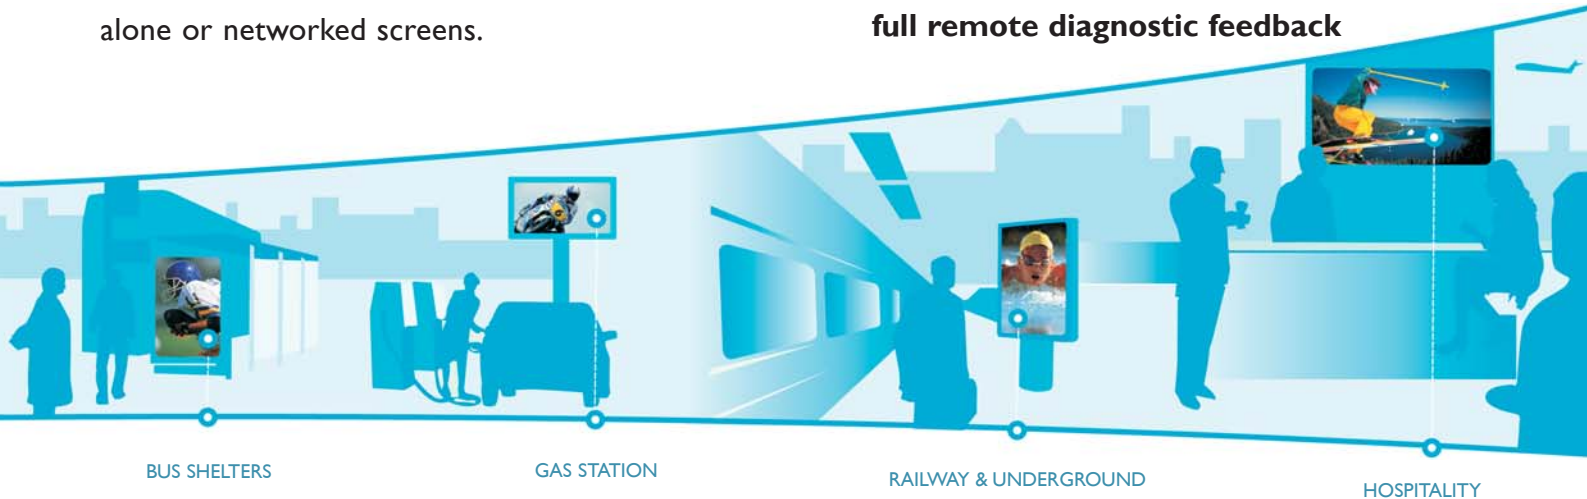 alone or networked screens.
full remote diagnostic feedback
BUS SHELTERS
GAS STATION
RAILWAY & UNDERGROUND
HOSPITALITY